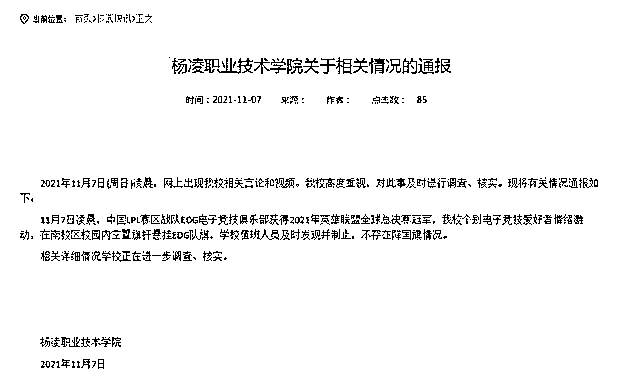 当前位置： 首页>校园快讯>正文
杨凌职业技术学院关于相关情况的通报
时间：2021-11-07 来源： 作者： 点击数： 85
2021年11月7日(周日)凌晨，网上出现我校相关言论和视频。我校高度重视，对此事及时进行调查、核实。现将有关情况通报如
下。
11月7日凌晨，中国LPL赛区战队EDG电子竞技俱乐部获得2021年英雄联盟全球总决赛冠军，我校个别电子竞技爱好者情绪激
动，在南校区校园内空置旗杆悬挂EDG队旗。学校值班人员及时发现并制止。不存在降国旗情况。
相关详细情况学校正在进一步调查、核实。
杨凌职业技术学院
2021年11月7日